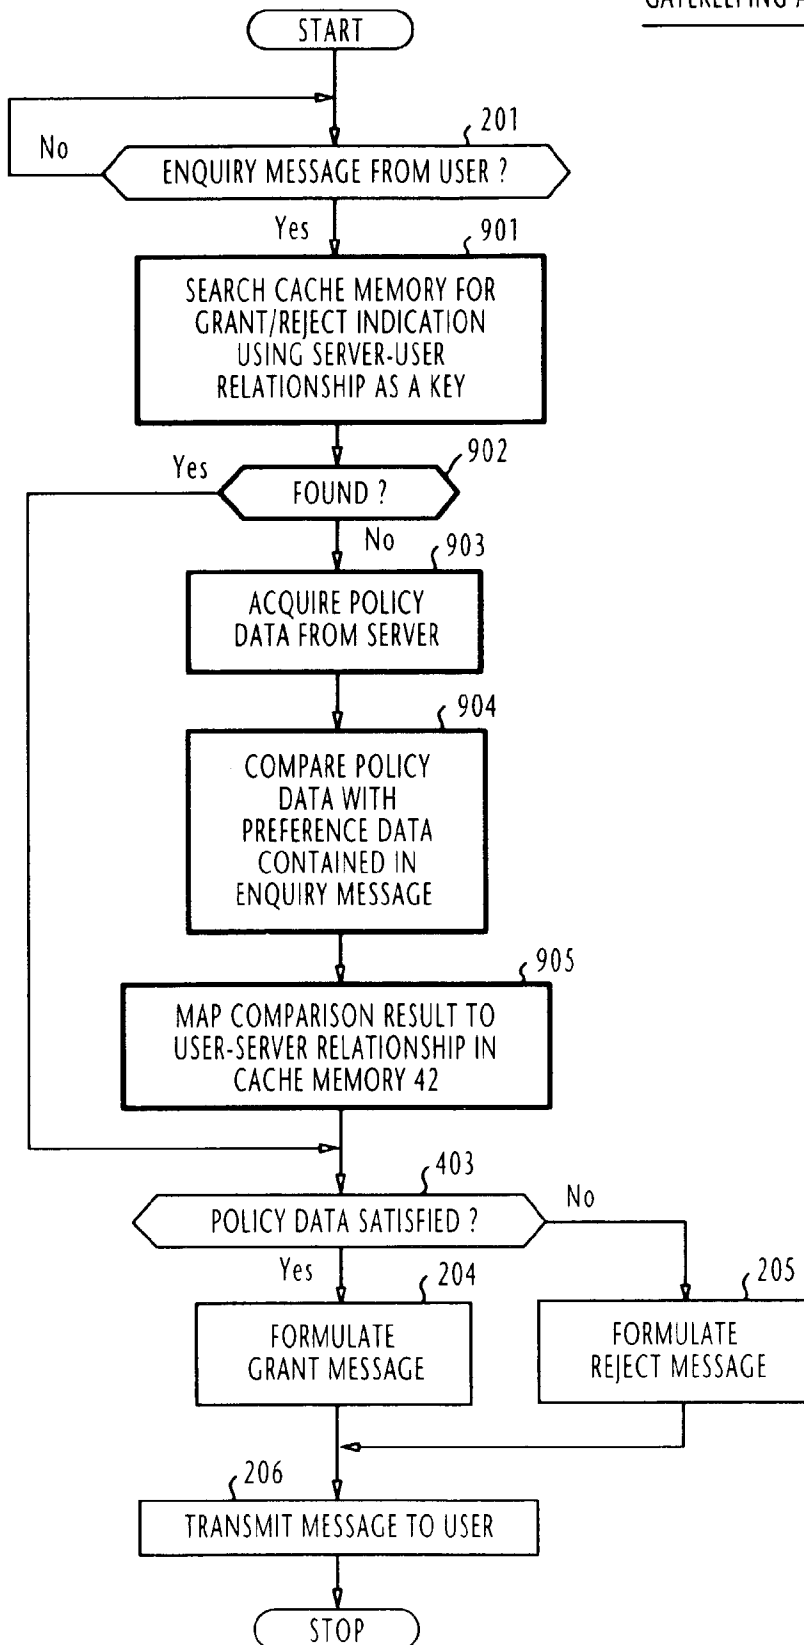 START
201
No
ENQUIRY MESSAGE FROM USER ?
Yes
901
SEARCH CACHE MEMORY FOR
GRANT/REJECT INDICATION
USING SERVER-USER
RELATIONSHIP AS A KEY
902
Yes
FOUND ?
No
903
ACQUIRE POLICY
DATA FROM SERVER
904
COMPARE POLICY
DATA WITH
PREFERENCE DATA
CONTAINED IN
ENQUIRY MESSAGE
905
MAP COMPARISON RESULT TO
USER-SERVER RELATIONSHIP IN
CACHE MEMORY 42
403
No
POLICY DATA SATISFIED ?
Yes
204
205
FORMULATE
GRANT MESSAGE
FORMULATE
REJECT MESSAGE
206
TRANSMIT MESSAGE TO USER
STOP